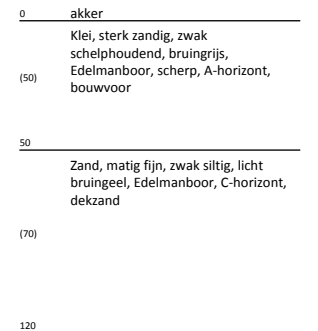 0 akker
Klei, sterk zandig, zwak
schelphoudend, bruingrijs,
Edelmanboor, scherp, A-horizont,
(50)
bouwvoor
50
Zand, matig fijn, zwak siltig, licht
bruingeel, Edelmanboor, C-horizont,
dekzand
(70)
120